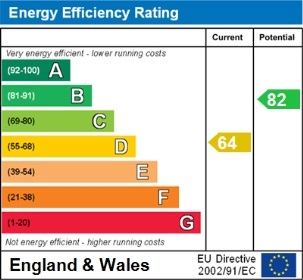 Energy Efficiency Rating
Current Potential
Very energy efficient - lower running costs
(92-100) A
(81-91) B
82
(69-80) C
(55-68) D
64
(39-54) E
(21-38) F
(1-20) G
Not energy efficient - higher running costs
England & Wales
EU Directive
2002/91/EC